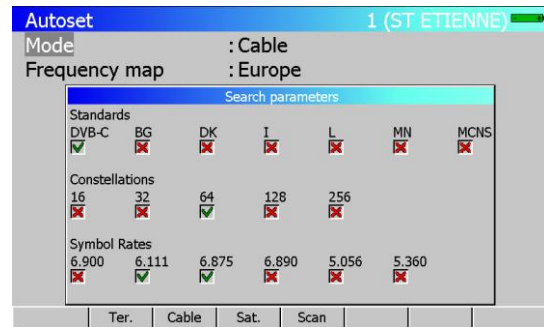 Autoset 1 (ST ETIENNE)
Mode : Cable
Frequency map : Europe
Search parameters
Standards
DVB-C BG DK I L MN MCNS
Constellations
16 32 64 128 256
Symbol Rates
6.900 6.111 6.875 6.890 5.056 5.360
Ter. Cable Sat. Scan